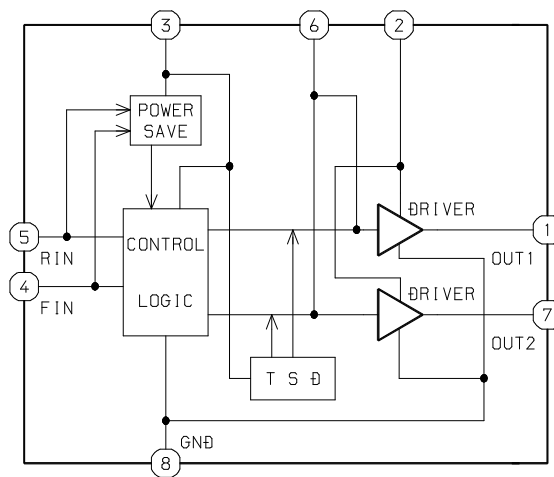 3
6
2
POWER
SAVE
DRIVER
5
RIN
CONTROL
1
OUT1
4
FIN
LOGIC
DRIVER
7
OUT2
T S D
GND
8